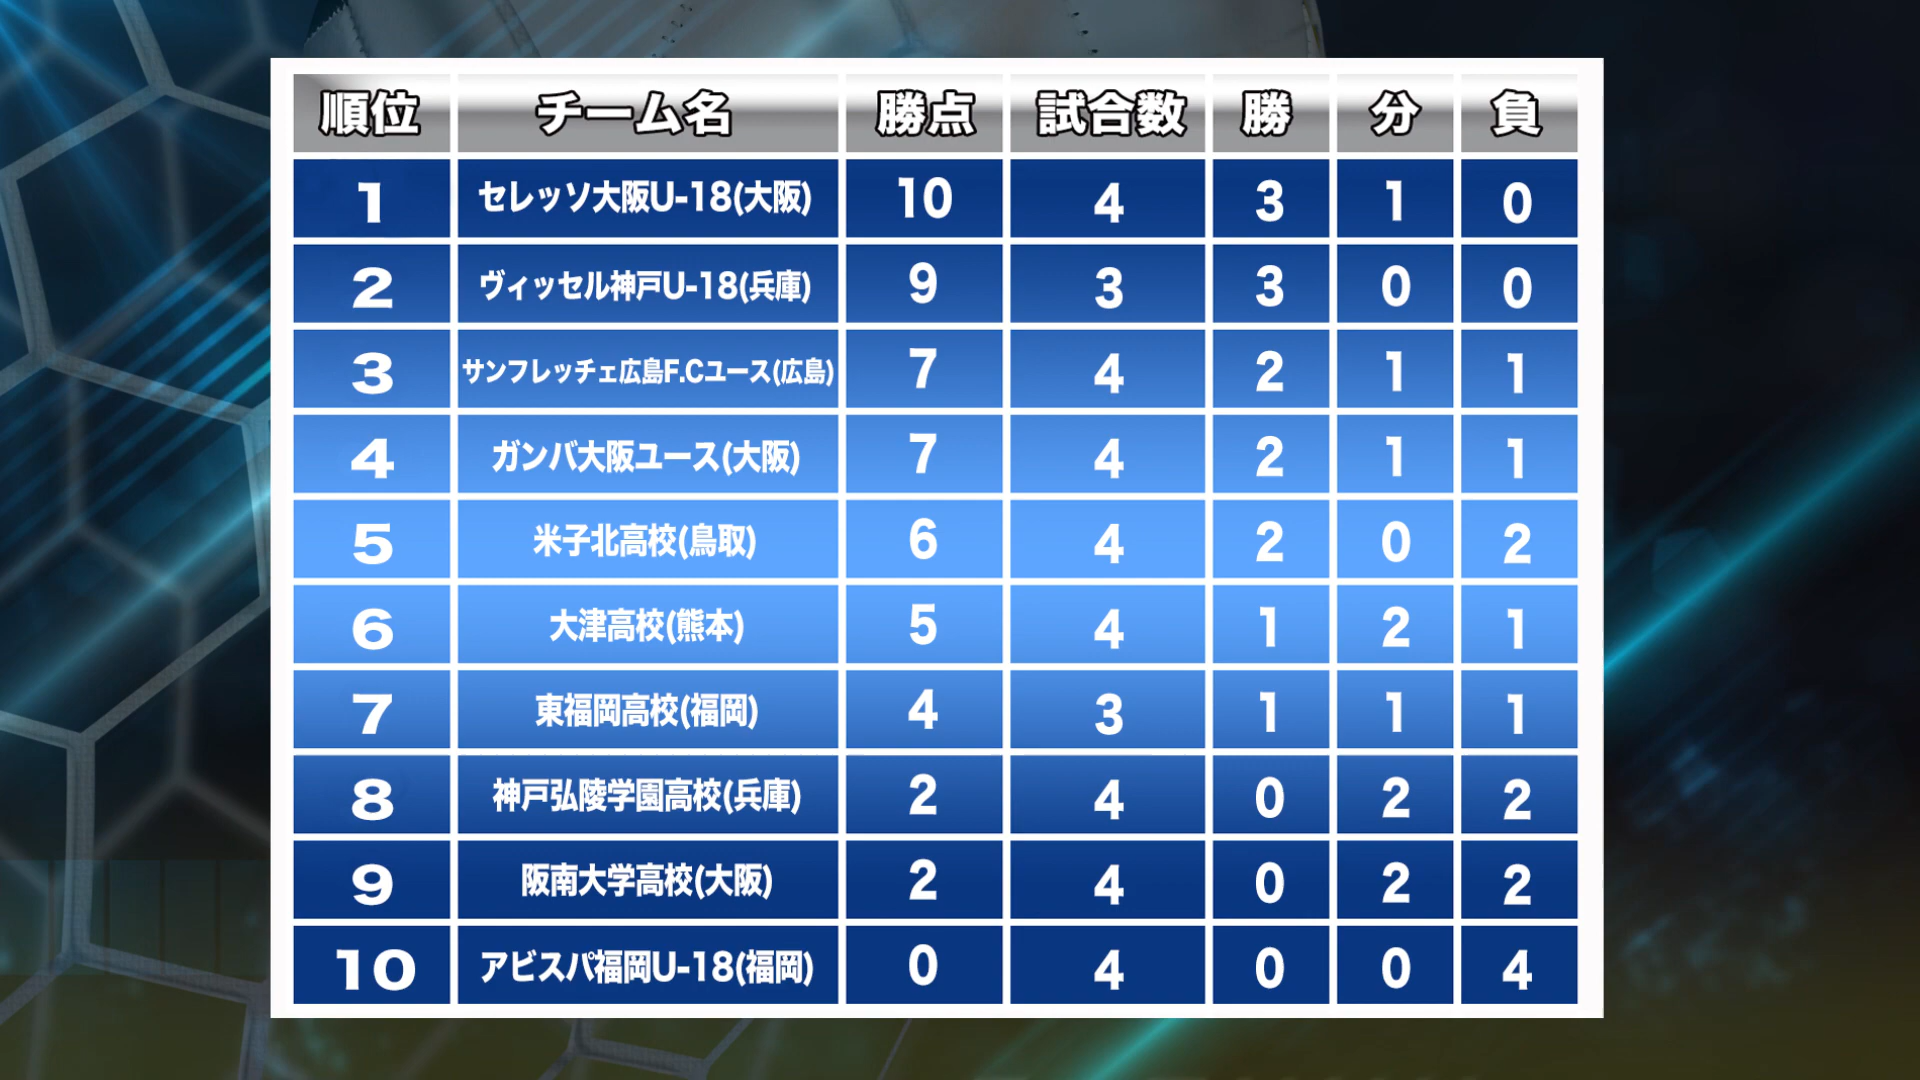 順位 チーム名 勝点 試合数 勝 分 負
1 セレッソ大阪U-18(大阪) 10 4 3 1 0
2 ヴィッセル神戸U-18(兵庫) 9 3 3 0 0
3 サンフレッチェ広島F.Cユース(広島) 7 4 2 1 1
4 ガンバ大阪ユース(大阪) 7 4 2 1 1
5 米子北高校(鳥取) 6 4 2 0 2
6 大津高校(熊本) 5 4 1 2 1
7 東福岡高校(福岡) 4 3 1 1 1
8 神戸弘陵学園高校(兵庫) 2 4 0 2 2
9 阪南大学高校(大阪) 2 4 0 2 2
10 アビスパ福岡U-18(福岡) 0 4 0 0 4